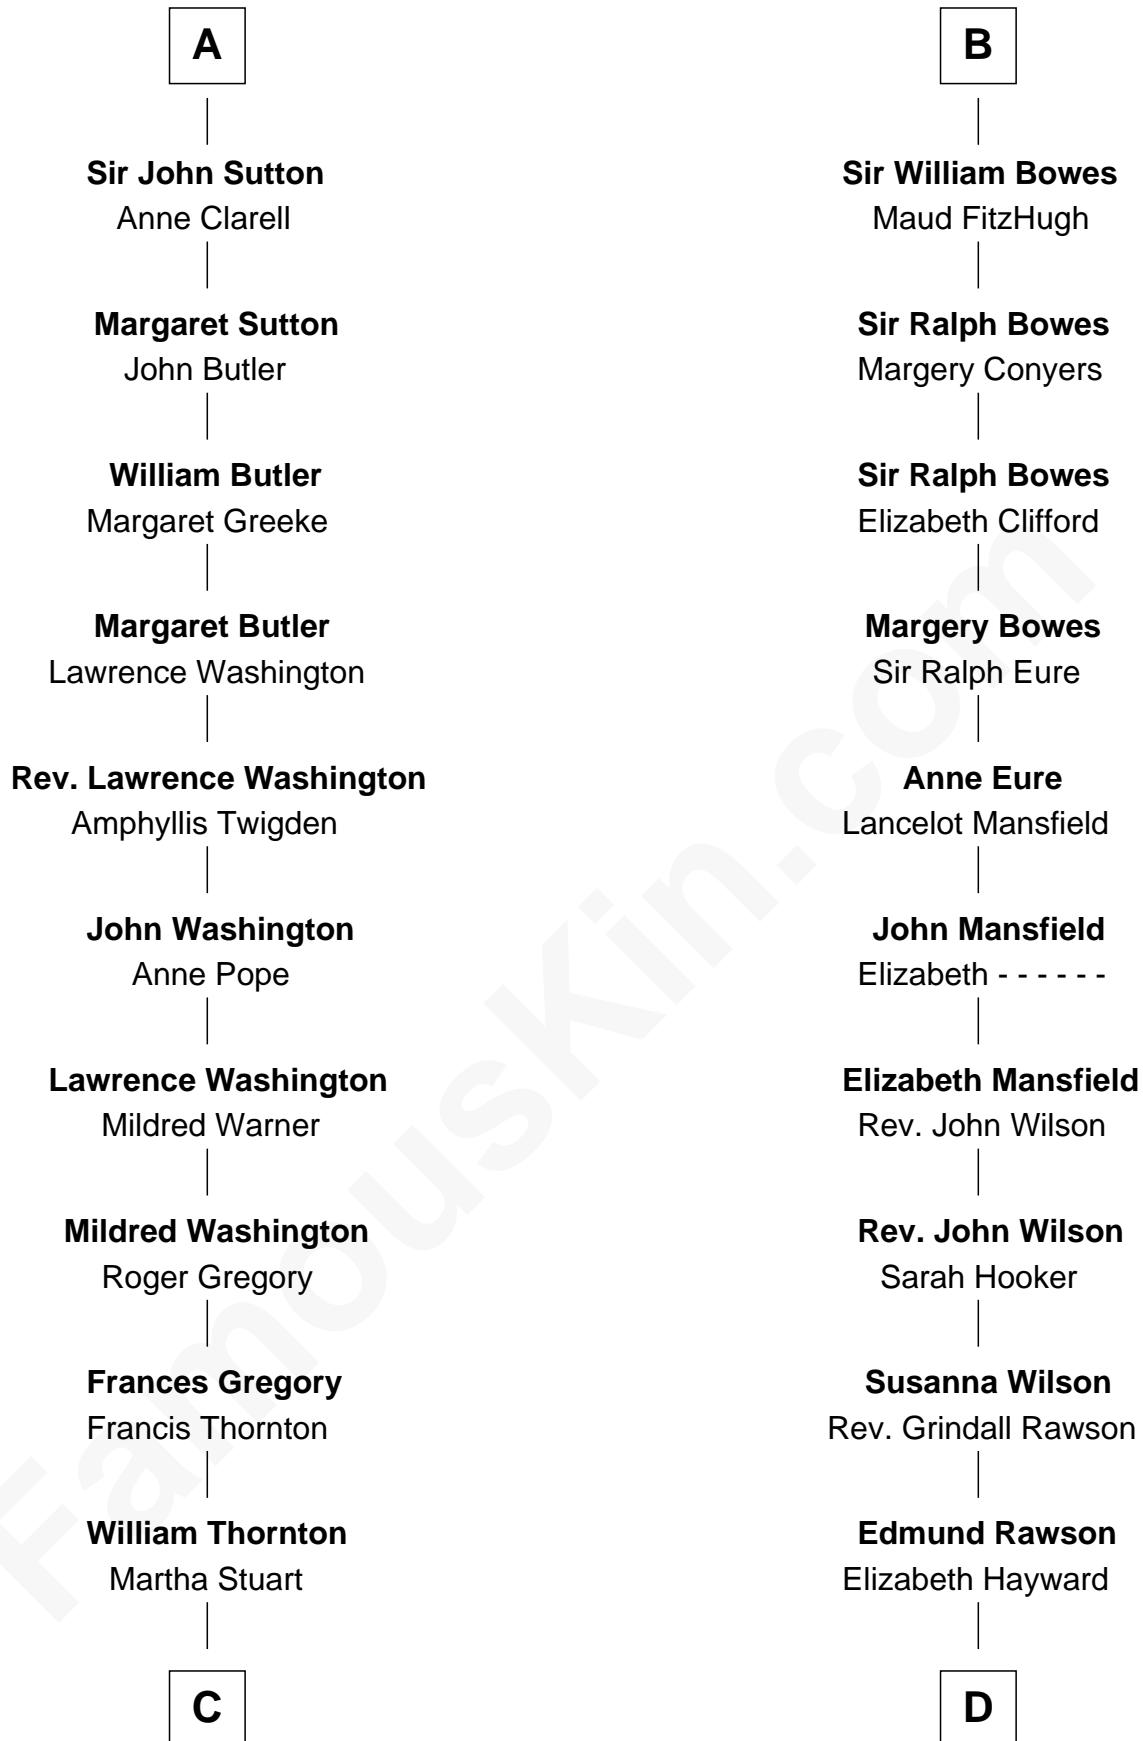 A
Sir John Sutton
Anne Clarell
Margaret Sutton
John Butler
William Butler
Margaret Greeke
Margaret Butler
Lawrence Washington
Rev. Lawrence Washington
Amphyllis Twigden
John Washington
Anne Pope
Lawrence Washington
Mildred Warner
Mildred Washington
Roger Gregory
Frances Gregory
Francis Thornton
William Thornton
Martha Stuart
C
B
Sir William Bowes
Maud FitzHugh
Sir Ralph Bowes
Margery Conyers
Sir Ralph Bowes
Elizabeth Clifford
Margery Bowes
Sir Ralph Eure
Anne Eure
Lancelot Mansfield
John Mansfield
Elizabeth - - - - - -
Elizabeth Mansfield
Rev. John Wilson
Rev. John Wilson
Sarah Hooker
Susanna Wilson
Rev. Grindall Rawson
Edmund Rawson
Elizabeth Hayward
D
FamousKin.com